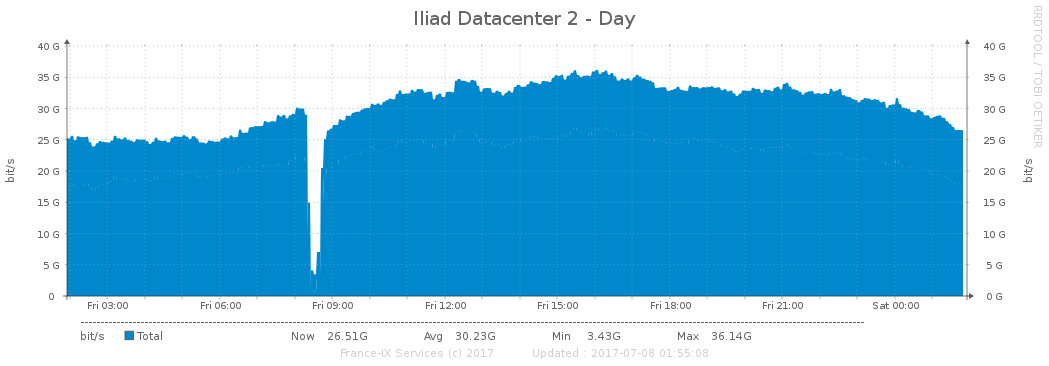 Iliad Datacenter 2 - Day
RRDTOOL / TOBI OETIKER
bit/s
40 G
35 G
30 G
25 G
20 G
15 G
10 G
5 G
0
40 G
35 G
30 G
25 G
20 G
15 G
10 G
5 G
0 G
bit/s
Fri 03:00 Fri 06:00 Fri 09:00 Fri 12:00 Fri 15:00 Fri 18:00 Fri 21:00 Sat 00:00
bit/s Total Now 26.51G Avg 30.23G Min 3.43G Max 36.14G
France-IX Services (c) 2017 Updated : 2017-07-08 01:55:08